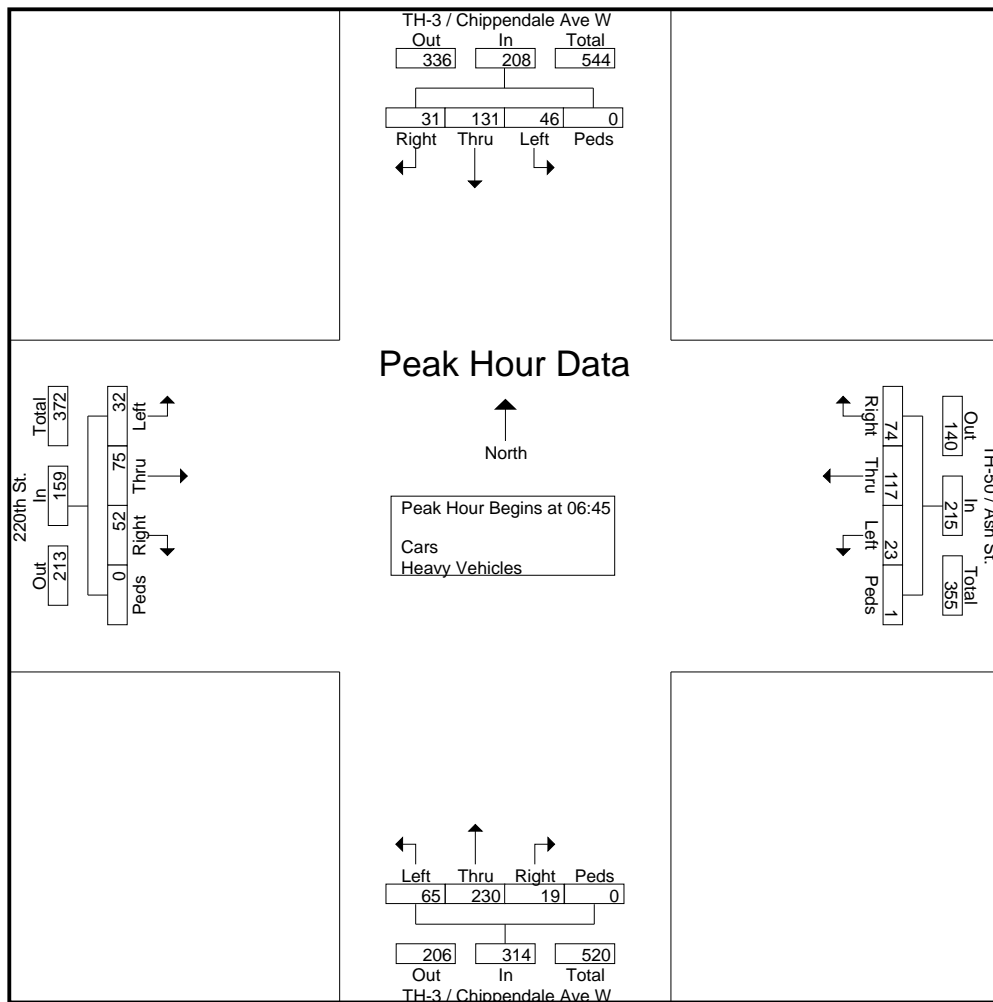 TH-3 / Chippendale Ave W
Out In Total
336 208 544
31 131 46 0
Right Thru Left Peds
Peak Hour Data
North
Peak Hour Begins at 06:45
Cars
Heavy Vehicles
220th St.
Out In Total
213 159 372
Left Thru Right Peds
32 75 52 0
TH-50 / Ash St.
Out In Total
140 215 355
Right Thru Left Peds
74 117 23 1
Left Thru Right Peds
65 230 19 0
206 314 520
Out In Total
TH-3 / Chippendale Ave W